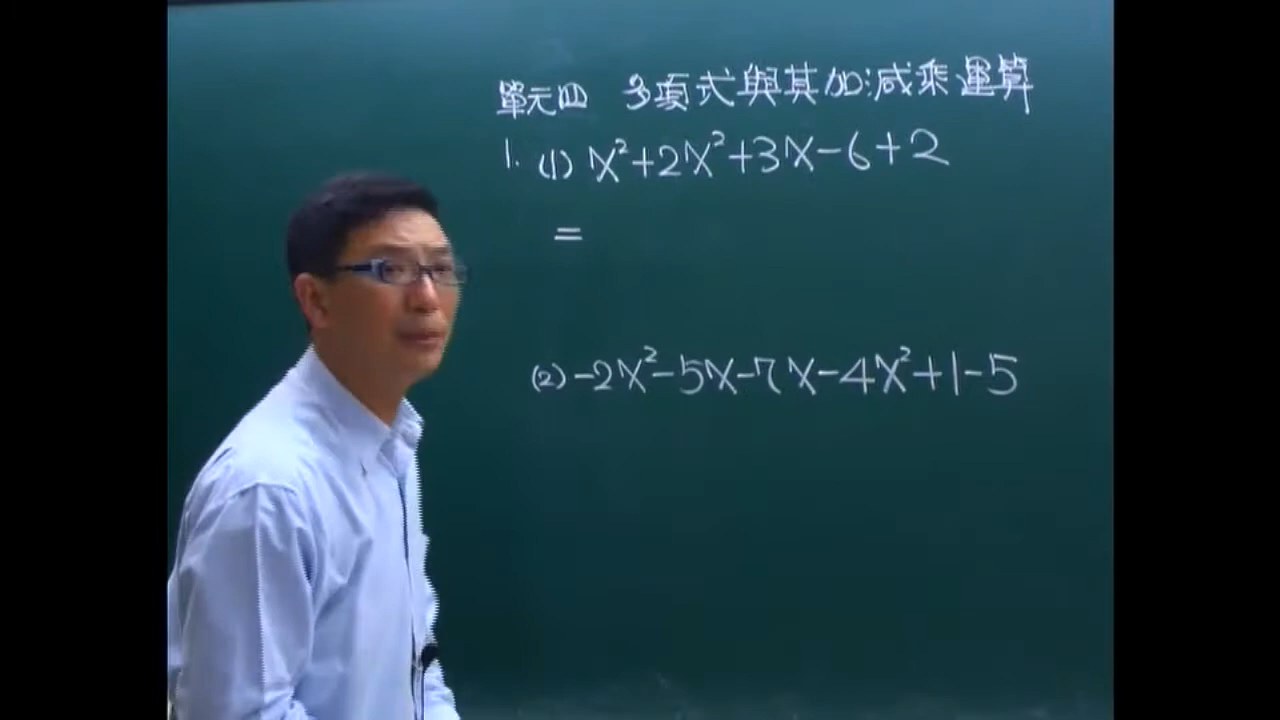 單元四 多項式與其加減乘運算
1. (1) x²+2x²+3x-6+2
=
(2) -2x²-5x-7x-4x²+1-5